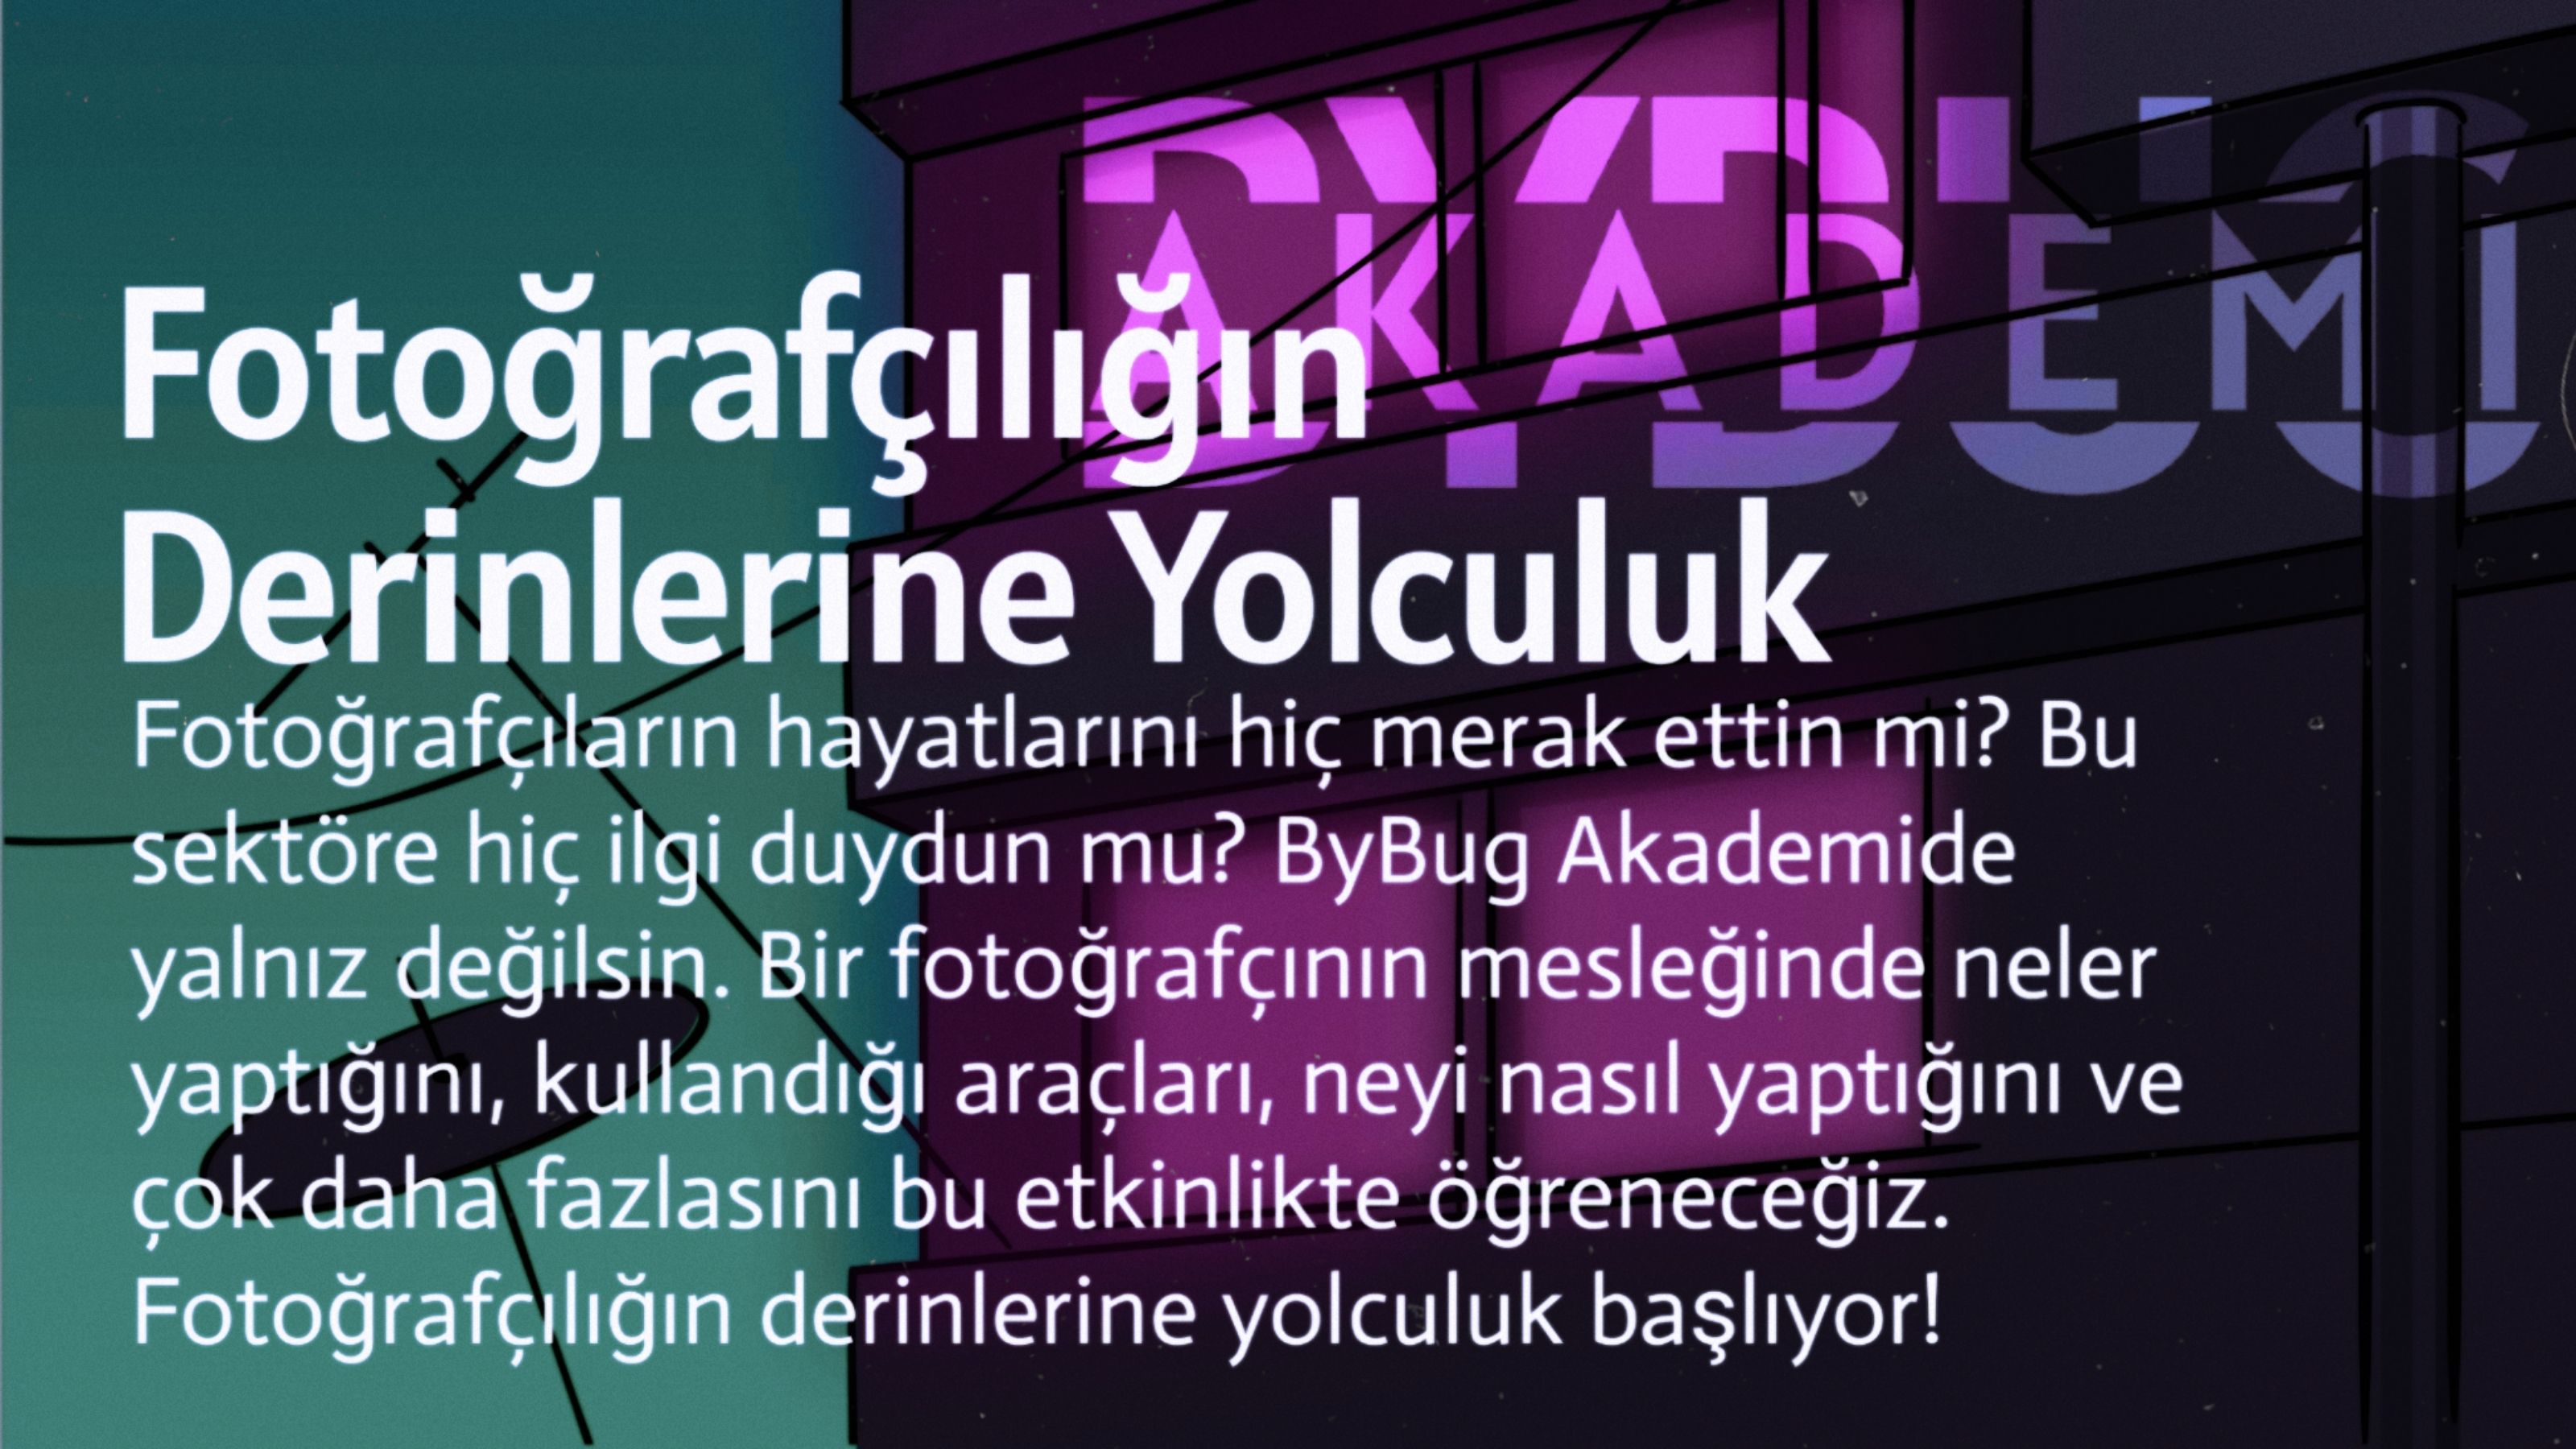 BYBUG
AKADEMİ
Fotoğrafçılığın
Derinlerine Yolculuk
Fotoğrafçıların hayatlarını hiç merak ettin mi? Bu
sektöre hiç ilgi duydun mu? ByBug Akademide
yalnız değilsin. Bir fotoğrafçının mesleğinde neler
yaptığını, kullandığı araçları, neyi nasıl yaptığını ve
çok daha fazlasını bu etkinlikte öğreneceğiz.
Fotoğrafçılığın derinlerine yolculuk başlıyor!